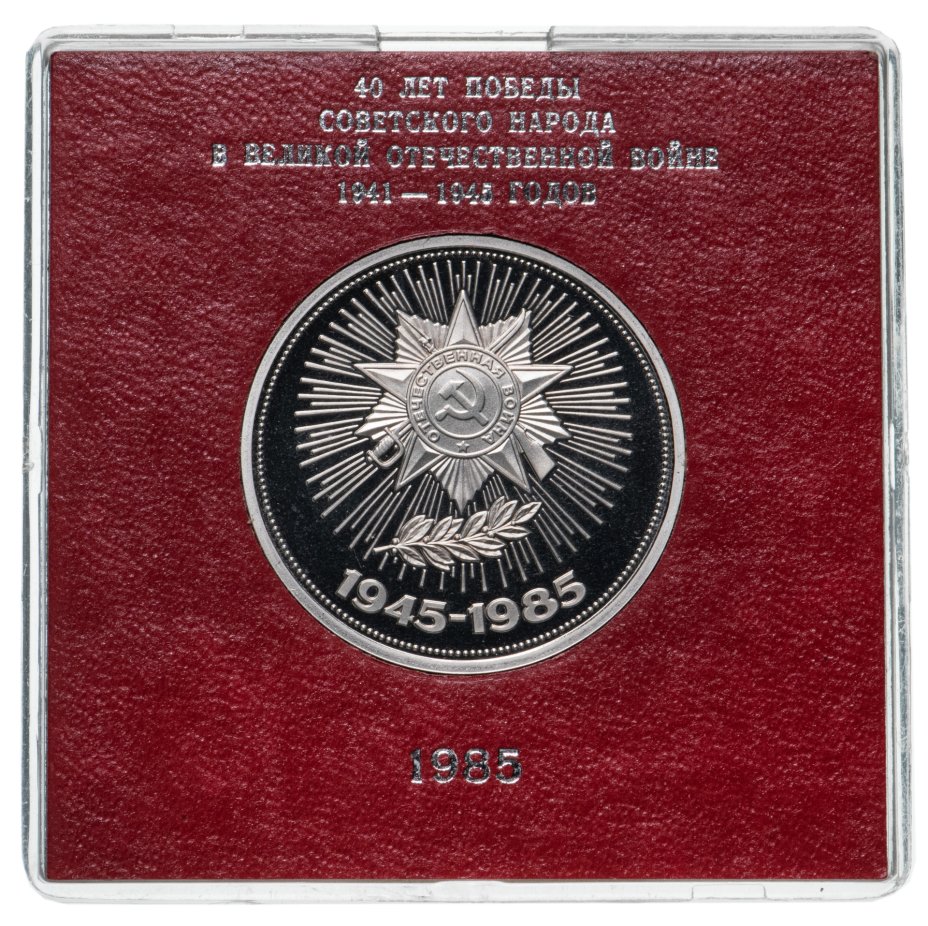 40 ЛЕТ ПОБЕДЫ
СОВЕТСКОГО НАРОДА
В ВЕЛИКОЙ ОТЕЧЕСТВЕННОЙ ВОЙНЕ
1941 — 1945 ГОДОВ
ОТЕЧЕСТВЕННАЯ ВОЙНА
1945-1985
1985